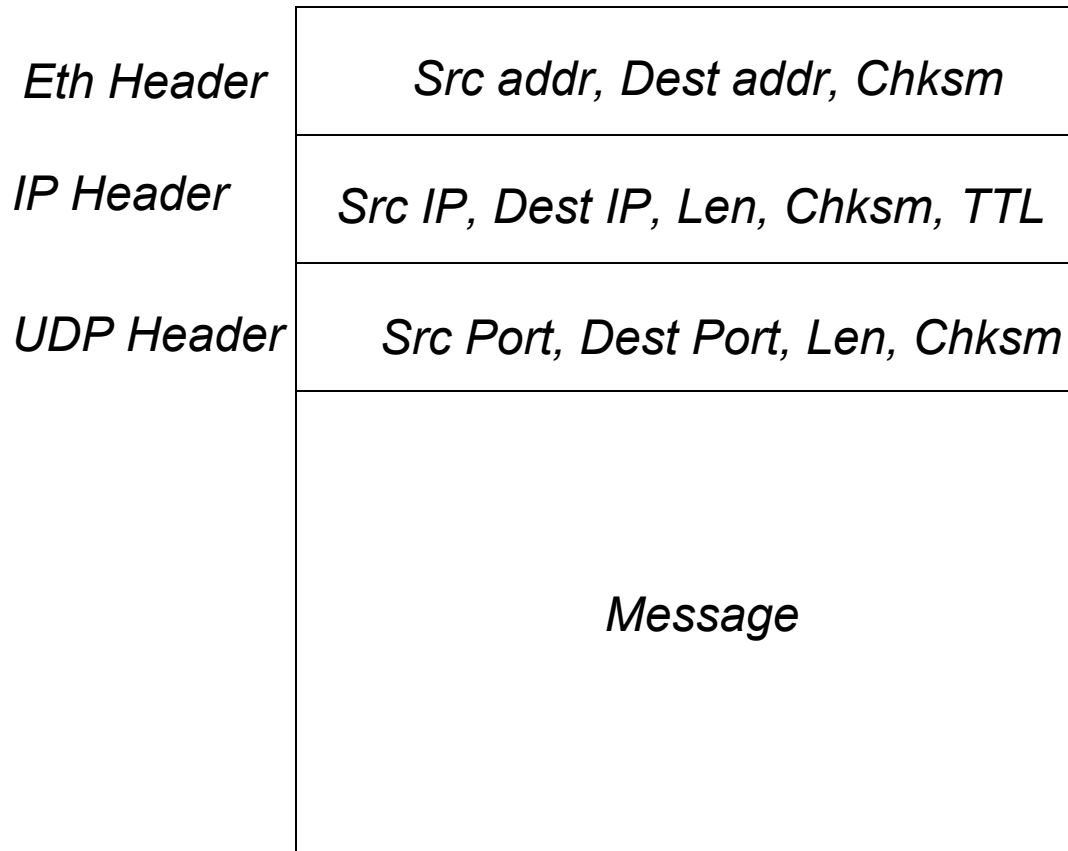 Eth Header
Src addr, Dest addr, Chksm
IP Header
Src IP, Dest IP, Len, Chksm, TTL
UDP Header
Src Port, Dest Port, Len, Chksm
Message